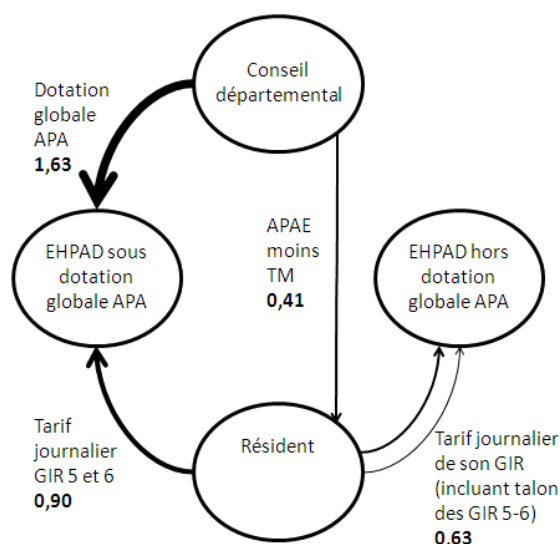 Conseil
départemental
Dotation
globale
APA
1,63
EHPAD sous
dotation
globale APA
APAE
moins
TM
0,41
EHPAD hors
dotation
globale APA
Tarif
journalier
GIR 5 et 6
0,90
Résident
Tarif journalier
de son GIR
(incluant talon
des GIR 5-6)
0,63